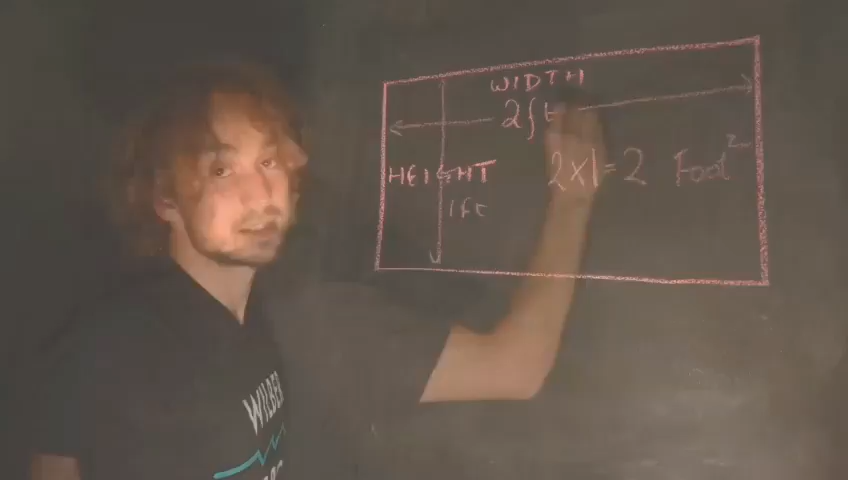 WIDTH
2ft
HEIGHT
1ft
2x1=2 Foot²